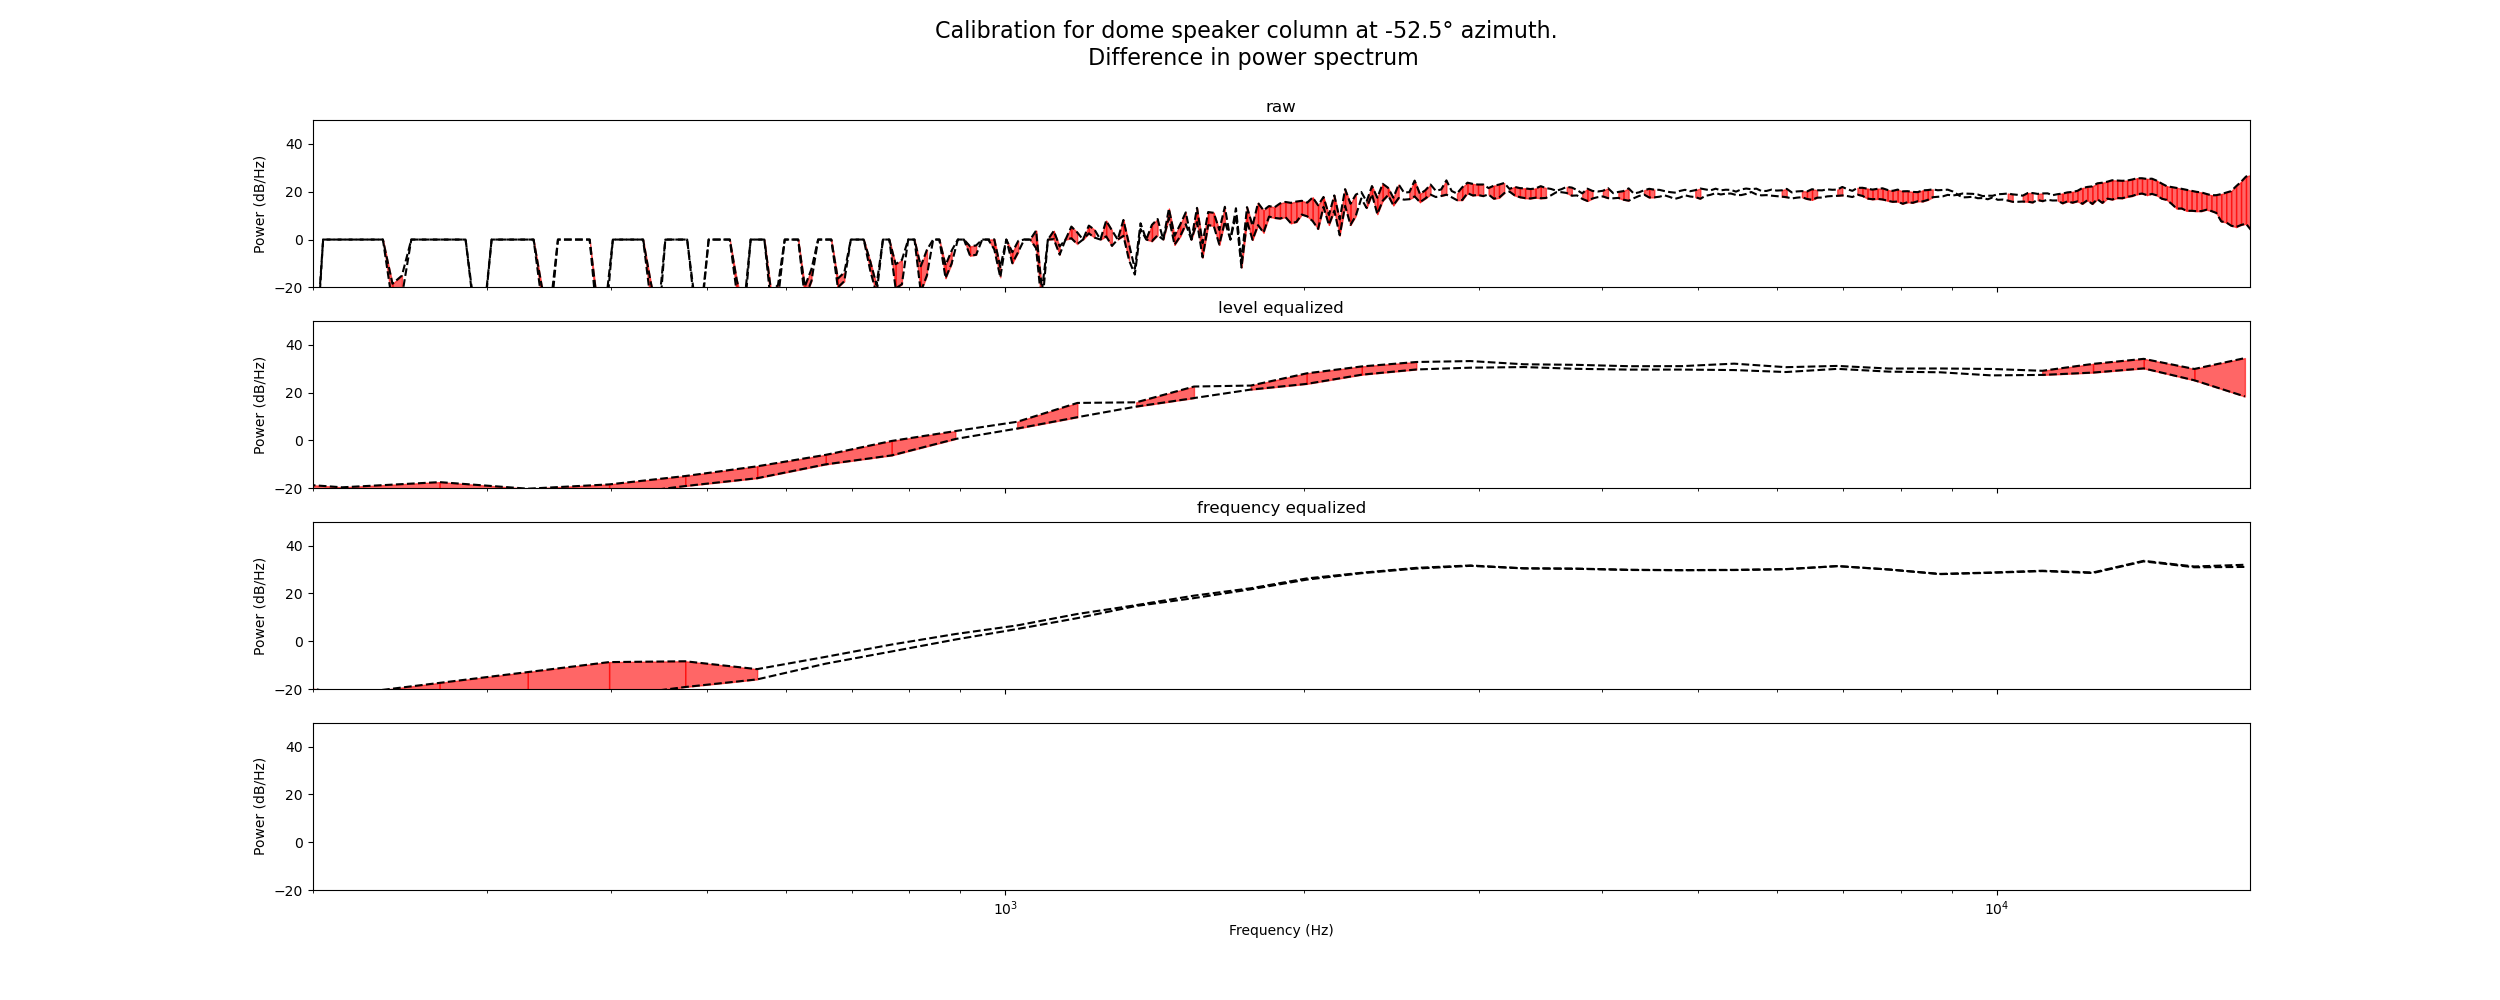 Calibration for dome speaker column at -52.5° azimuth.
Difference in power spectrum
raw
Power (dB/Hz)
40
20
0
−20
level equalized
Power (dB/Hz)
40
20
0
−20
frequency equalized
Power (dB/Hz)
40
20
0
−20
Power (dB/Hz)
40
20
0
−20
10³ 10⁴
Frequency (Hz)